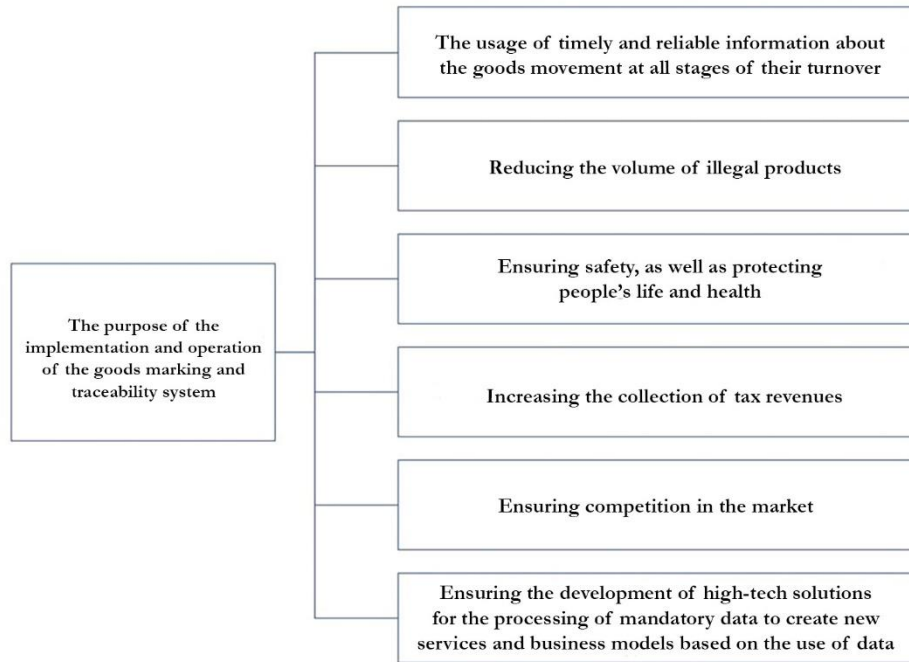 The usage of timely and reliable information about
the goods movement at all stages of their turnover
Reducing the volume of illegal products
Ensuring safety, as well as protecting
people's life and health
The purpose of the
implementation and operation
of the goods marking and
traceability system
Increasing the collection of tax revenues
Ensuring competition in the market
Ensuring the development of high-tech solutions
for the processing of mandatory data to create new
services and business models based on the use of data